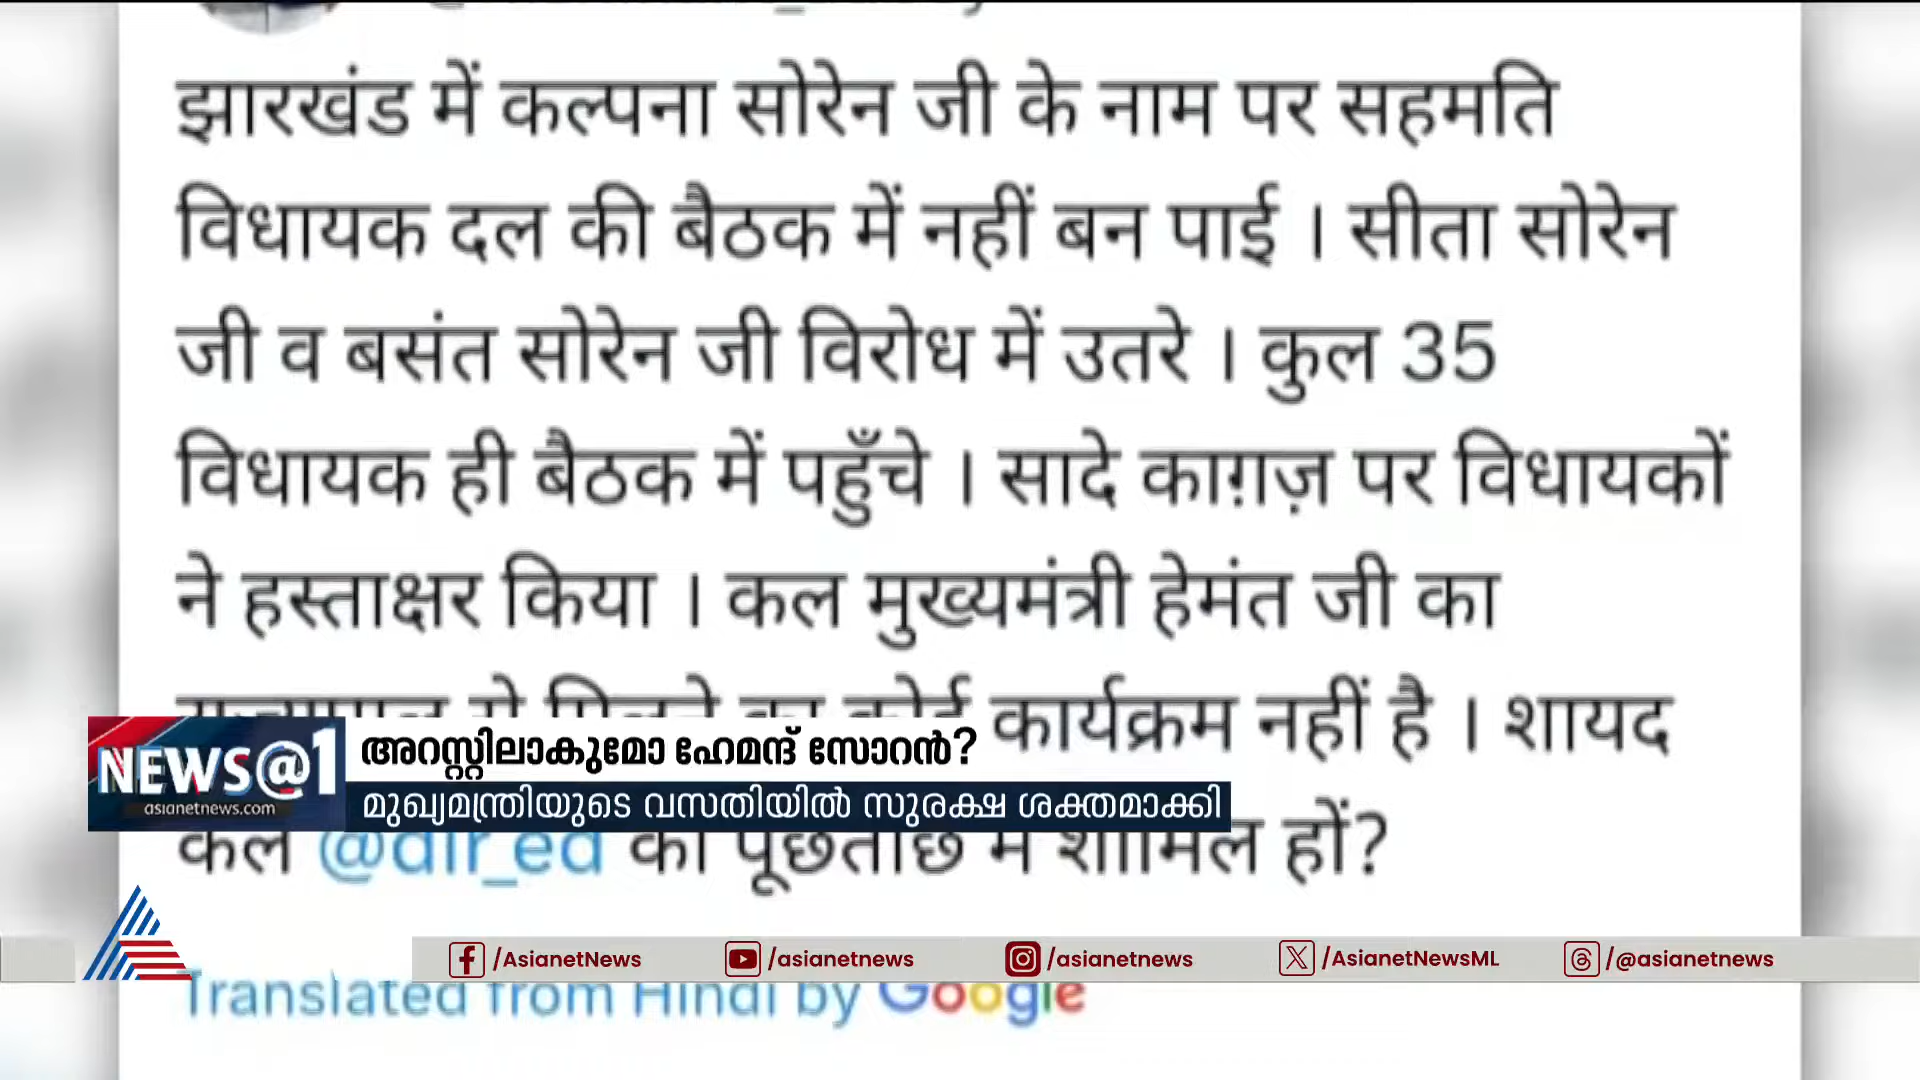 झारखंड में कल्पना सोरेन जी के नाम पर सहमति
विधायक दल की बैठक में नहीं बन पाई । सीता सोरेन
जी व बसंत सोरेन जी विरोध में उतरे । कुल 35
विधायक ही बैठक में पहुँचे । सादे काग़ज़ पर विधायकों
ने हस्ताक्षर किया । कल मुख्यमंत्री हेमंत जी का
कार्यक्रम नहीं है । शायद
NEWS@1
asianetnews.com
അറസ്റ്റിലാകുമോ ഹേമന്ദ് സോറൻ?
മുഖ്യമന്ത്രിയുടെ വസതിയിൽ സുരക്ഷ ശക്തമാക്കി
कल @dir_ed की पूछताछ में शामिल हों?
/AsianetNews /asianetnews /asianetnews /AsianetNewsML /@asianetnews
Translated from Hindi by Google